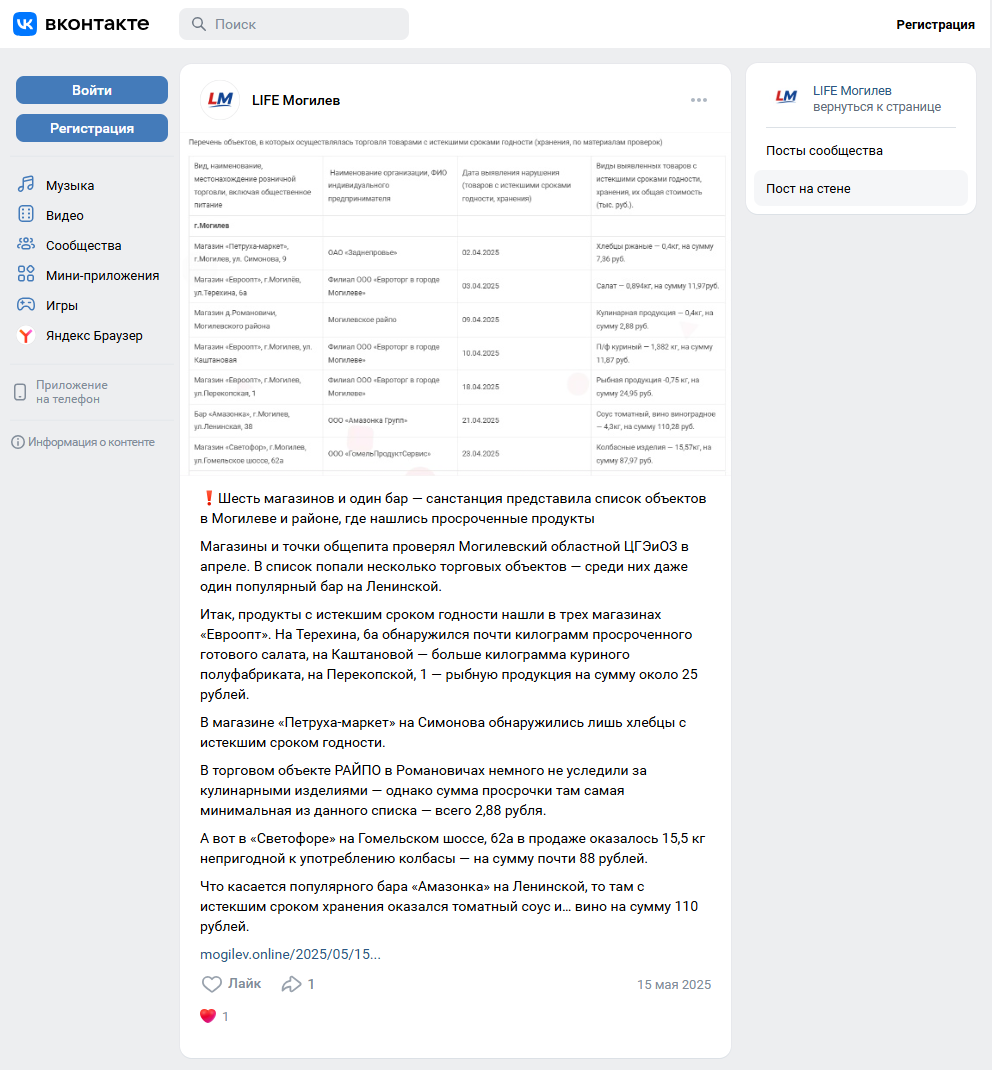 вконтакте
Поиск
Регистрация
Войти
Регистрация
Музыка
Видео
Сообщества
Мини-приложения
Игры
Яндекс Браузер
Приложение
на телефон
Информация о контенте
LM
LIFE Могилев
Перечень объектов, в которых осуществлялась торговля товарами с истекшими сроками годности (хранения, по материалам проверок)
Вид, наименование,
местонахождение розничной
торговли, включая общественное
питание
Наименование организации, ФИО
индивидуального
предпринимателя
Дата выявления нарушения
(товаров с истекшими сроками
годности, хранения)
Виды выявленных товаров с
истекшими сроками годности,
хранения, их общая стоимость
(тыс. руб.).
г.Могилев
Магазин «Петруха-маркет»,
г.Могилев, ул. Симонова, 9
ОАО «Заднепровье»
02.04.2025
Хлебцы ржаные — 0,4кг, на сумму
7,36 руб.
Магазин «Евроопт», г.Могилёв,
ул.Терехина, 6а
Филиал ООО «Евроторг в городе
Могилеве»
03.04.2025
Салат — 0,894кг, на сумму 11,97руб.
Магазин д.Романовичи,
Могилевского района
Могилевское райпо
09.04.2025
Кулинарная продукция — 0,4кг, на
сумму 2,88 руб.
Магазин «Евроопт», г.Могилев, ул.
Каштановая
Филиал ООО «Евроторг в городе
Могилеве»
10.04.2025
П/ф куриный — 1,382 кг, на сумму
11,87 руб.
Магазин «Евроопт», г.Могилев,
ул.Перекопская, 1
Филиал ООО «Евроторг в городе
Могилеве»
18.04.2025
Рыбная продукция -0,75 кг, на
сумму 24,95 руб.
Бар «Амазонка», г.Могилев,
ул.Ленинская, 38
ООО «Амазонка Групп»
21.04.2025
Соус томатный, вино виноградное
— 4,3кг, на сумму 110,28 руб.
Магазин «Светофор», г.Могилев,
ул.Гомельское шоссе, 62а
ООО «ГомельПродуктСервис»
23.04.2025
Колбасные изделия — 15,57кг, на
сумму 87,97 руб.
❗Шесть магазинов и один бар — санстанция представила список объектов
в Могилеве и районе, где нашлись просроченные продукты
Магазины и точки общепита проверял Могилевский областной ЦГЭиОЗ в
апреле. В список попали несколько торговых объектов — среди них даже
один популярный бар на Ленинской.
Итак, продукты с истекшим сроком годности нашли в трех магазинах
«Евроопт». На Терехина, 6а обнаружился почти килограмм просроченного
готового салата, на Каштановой — больше килограмма куриного
полуфабриката, на Перекопской, 1 — рыбную продукция на сумму около 25
рублей.
В магазине «Петруха-маркет» на Симонова обнаружились лишь хлебцы с
истекшим сроком годности.
В торговом объекте РАЙПО в Романовичах немного не уследили за
кулинарными изделиями — однако сумма просрочки там самая
минимальная из данного списка — всего 2,88 рубля.
А вот в «Светофоре» на Гомельском шоссе, 62а в продаже оказалось 15,5 кг
непригодной к употреблению колбасы — на сумму почти 88 рублей.
Что касается популярного бара «Амазонка» на Ленинской, то там с
истекшим сроком хранения оказался томатный соус и… вино на сумму 110
рублей.
mogilev.online/2025/05/15...
Лайк
1
15 мая 2025
1
LM
LIFE Могилев
вернуться к странице
Посты сообщества
Пост на стене